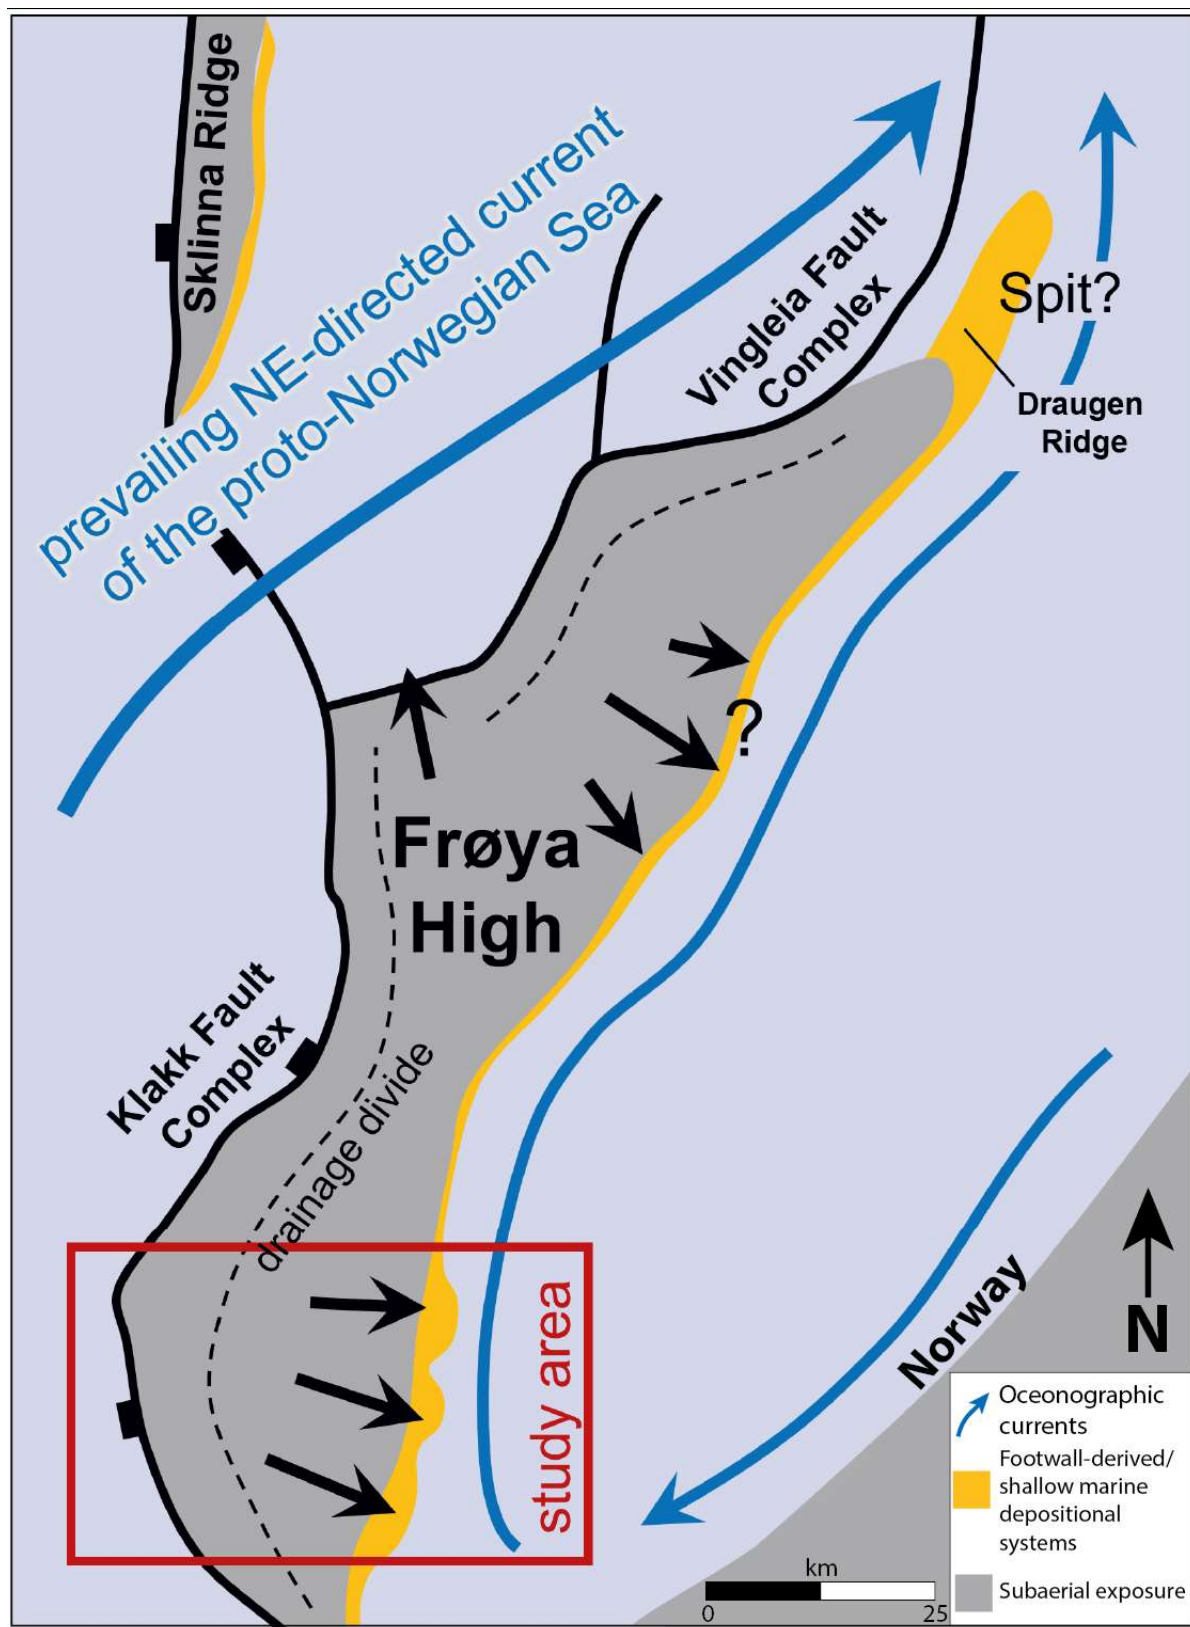 Sklinna Ridge
prevailing NE-directed current
of the proto-Norwegian Sea
Vingleia Fault
Complex
Spit?
Draugen
Ridge
?
Frøya
High
Klakk Fault
Complex
drainage divide
study area
Norway
N
Oceonographic
currents
Footwall-derived/
shallow marine
depositional
systems
Subaerial exposure
km
0 25